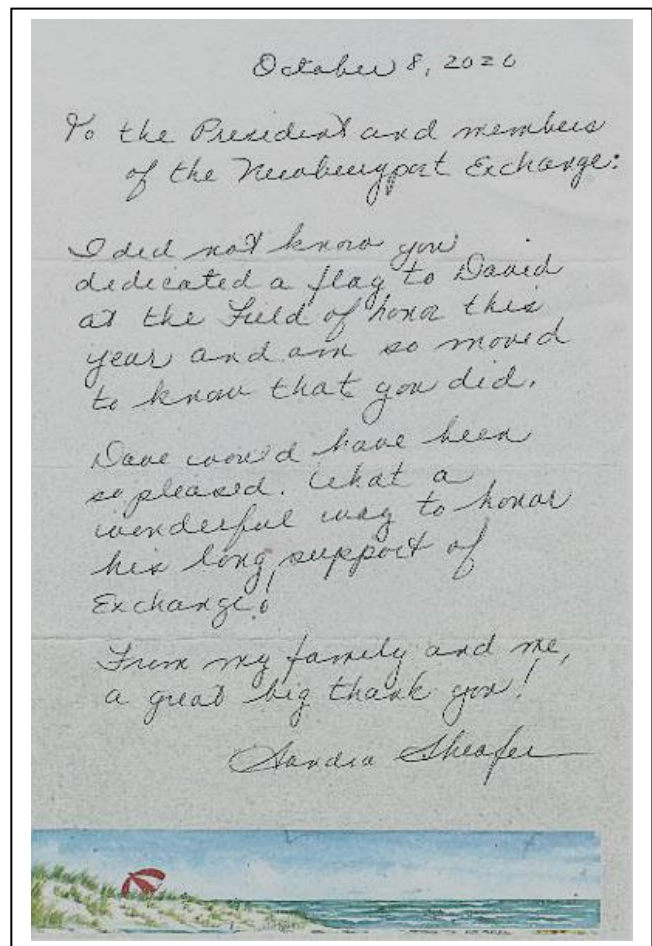 October 8, 2020
To the President and members
of the Newburyport Exchange:
I did not know you
dedicated a flag to David
at the Field of honor this
year and am so moved
to know that you did.
Dave would have been
so pleased. What a
wonderful way to honor
his long support of
Exchange!
From my family and me,
a great big thank you!
Sandra Sheafer